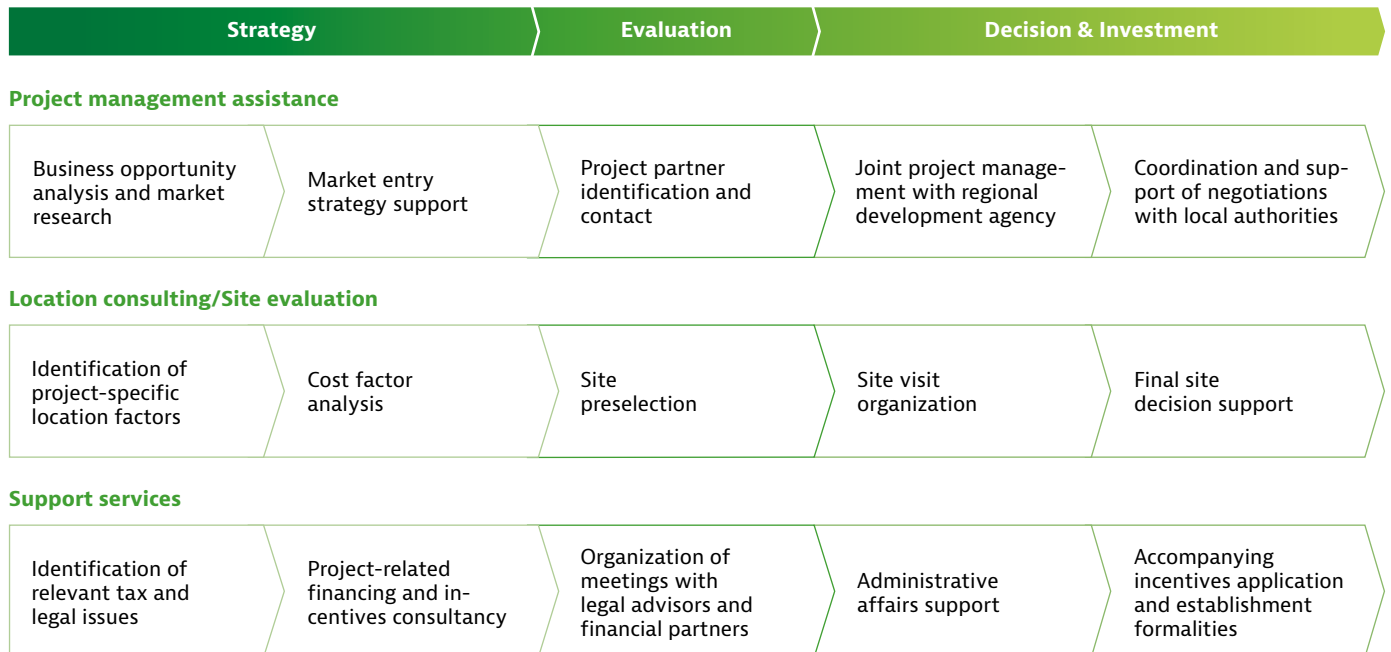 Strategy
Evaluation
Decision & Investment
Project management assistance
Business opportunity
analysis and market
research
Market entry
strategy support
Project partner
identification and
contact
Joint project manage-
ment with regional
development agency
Coordination and sup-
port of negotiations
with local authorities
Location consulting/Site evaluation
Identification of
project-specific
location factors
Cost factor
analysis
Site
preselection
Site visit
organization
Final site
decision support
Support services
Identification of
relevant tax and
legal issues
Project-related
financing and in-
centives consultancy
Organization of
meetings with
legal advisors and
financial partners
Administrative
affairs support
Accompanying
incentives application
and establishment
formalities